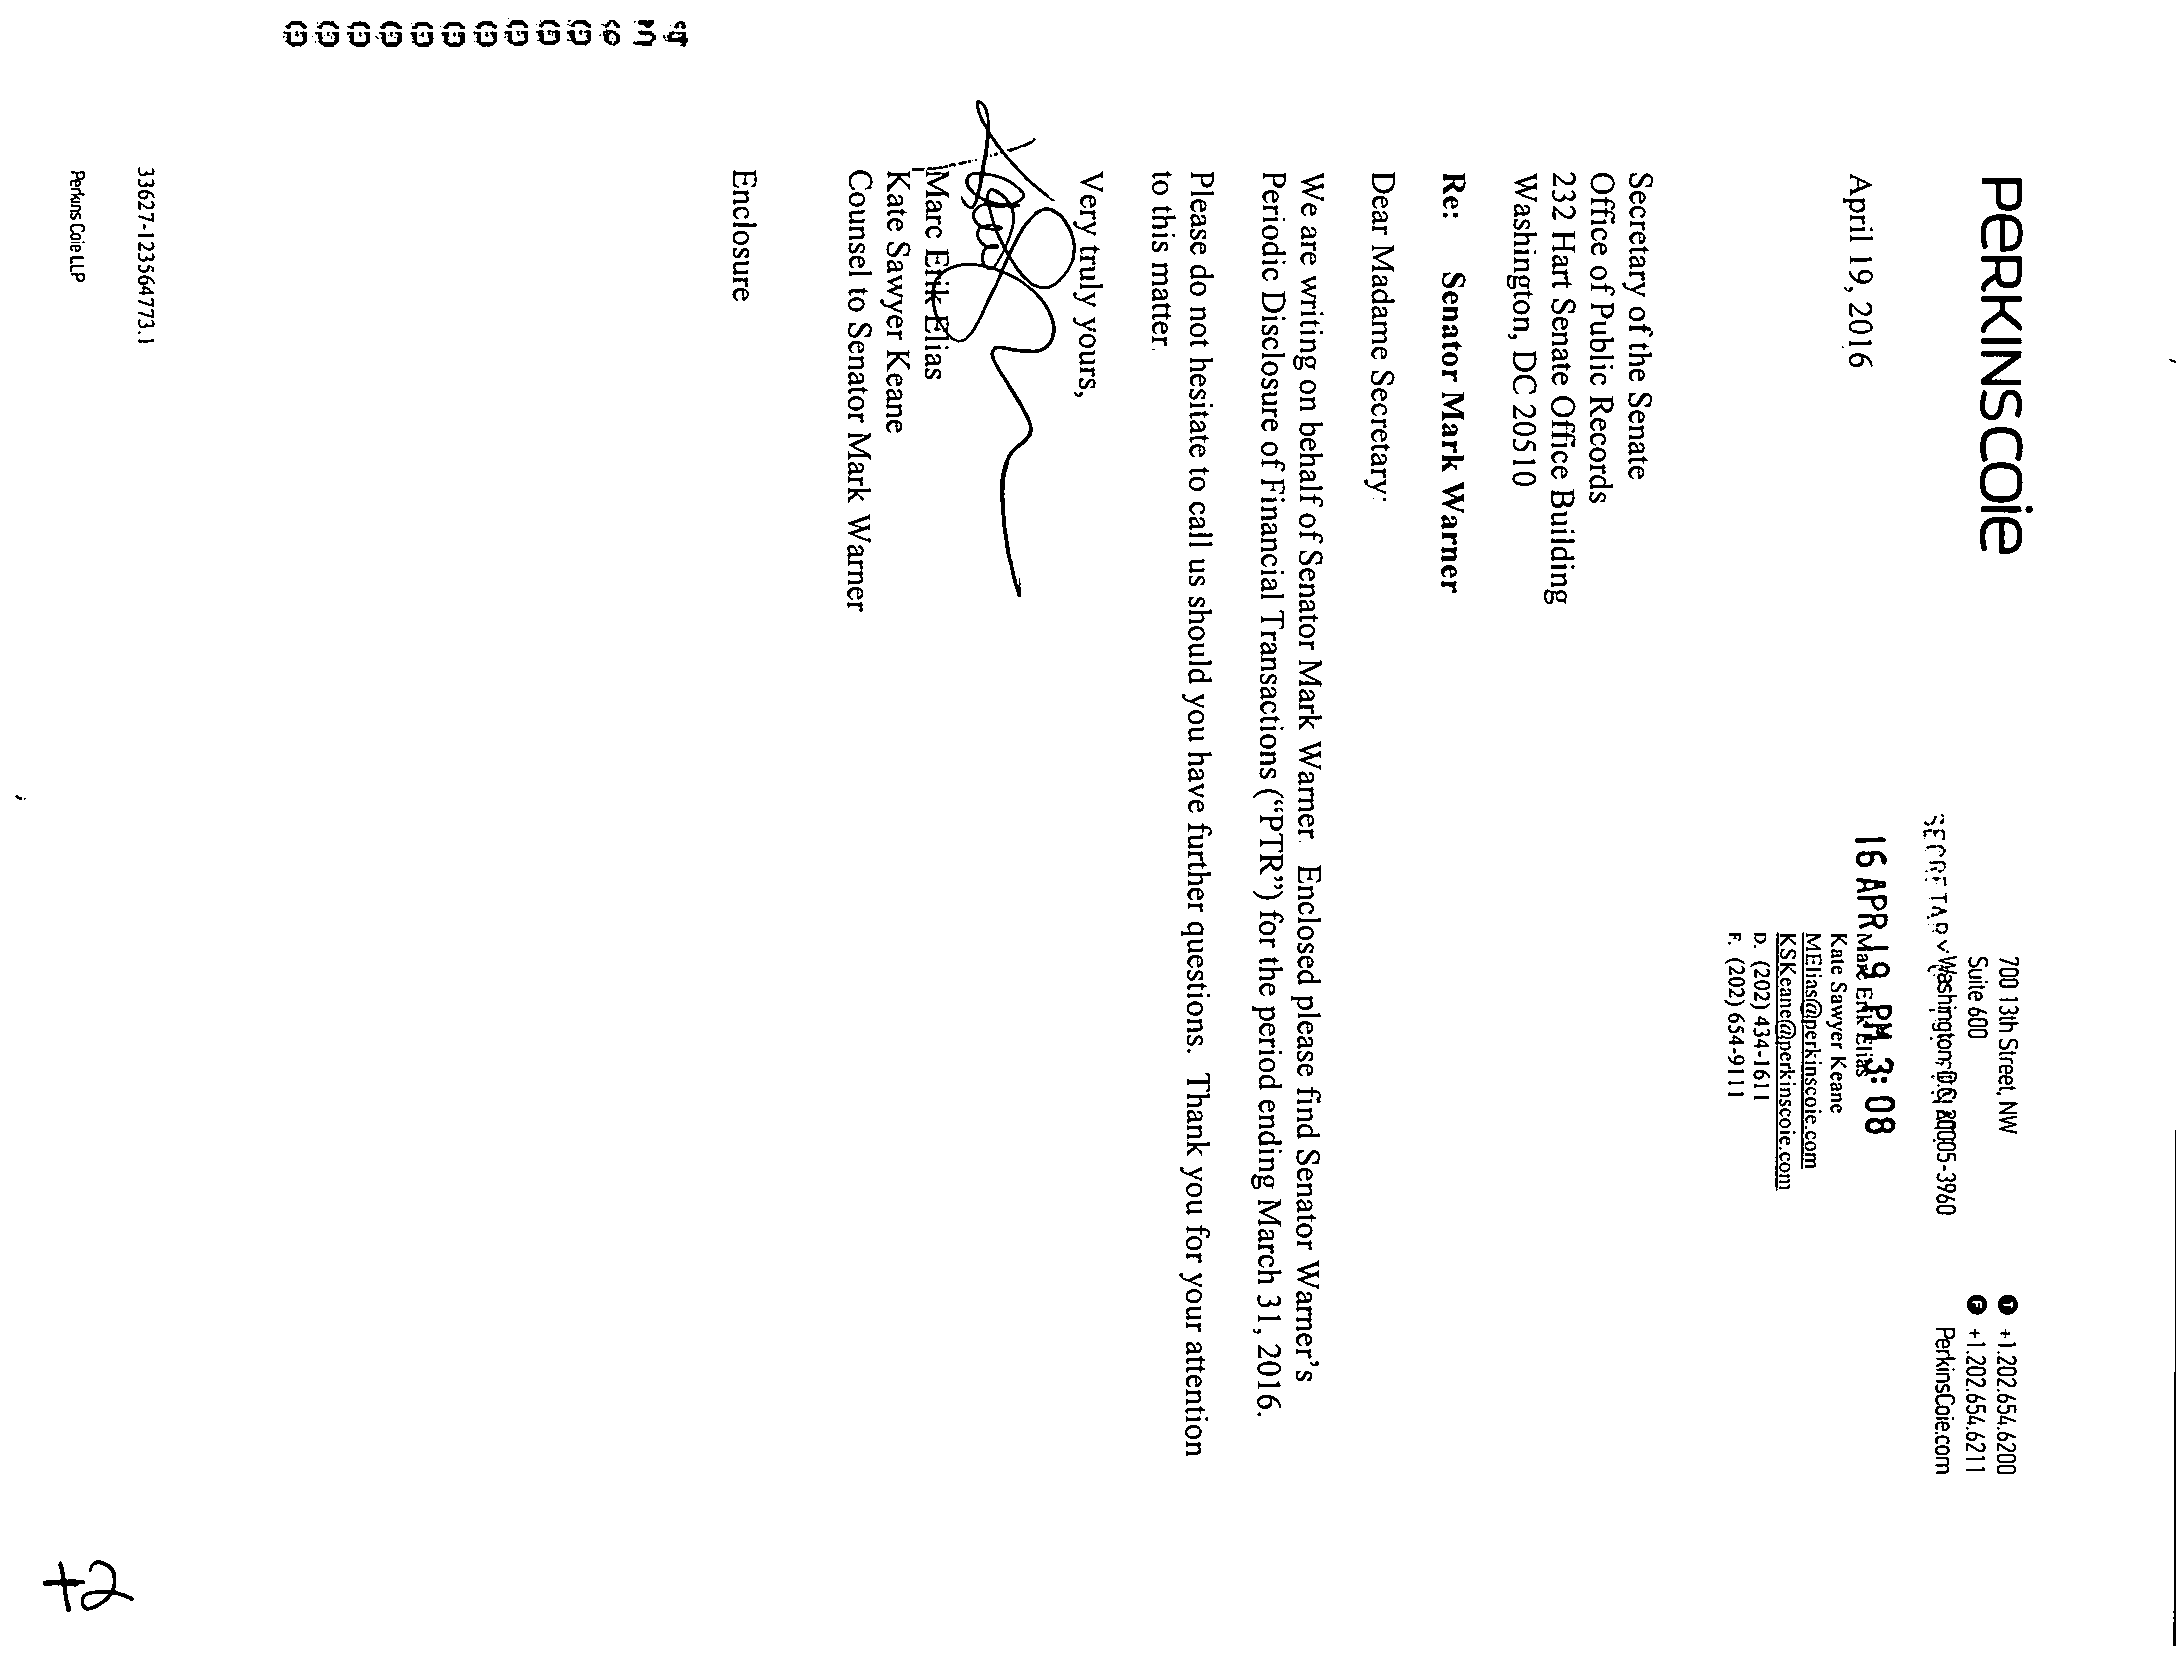 PERKINSCOIE
700 13th Street, NW
Suite 600
Washington, D.C. 20005-3960
+1.202.654.6200
+1.202.654.6211
PerkinsCoie.com
16 APR 19 PM 3:08
April 19, 2016
Marc Erik Elias
Kate Sawyer Keane
MElias@perkinscoie.com
KSKeane@perkinscoie.com
D. (202) 434-1611
F. (202) 654-9111
Secretary of the Senate
Office of Public Records
232 Hart Senate Office Building
Washington, DC 20510
Re: Senator Mark Warner
Dear Madame Secretary:
We are writing on behalf of Senator Mark Warner. Enclosed please find Senator Warner's
Periodic Disclosure of Financial Transactions (“PTR”) for the period ending March 31, 2016.
Please do not hesitate to call us should you have further questions. Thank you for your attention
to this matter.
Very truly yours,
Marc Erik Elias
Kate Sawyer Keane
Counsel to Senator Mark Warner
Enclosure
33627-123564773.1
Perkins Coie LLP
+2